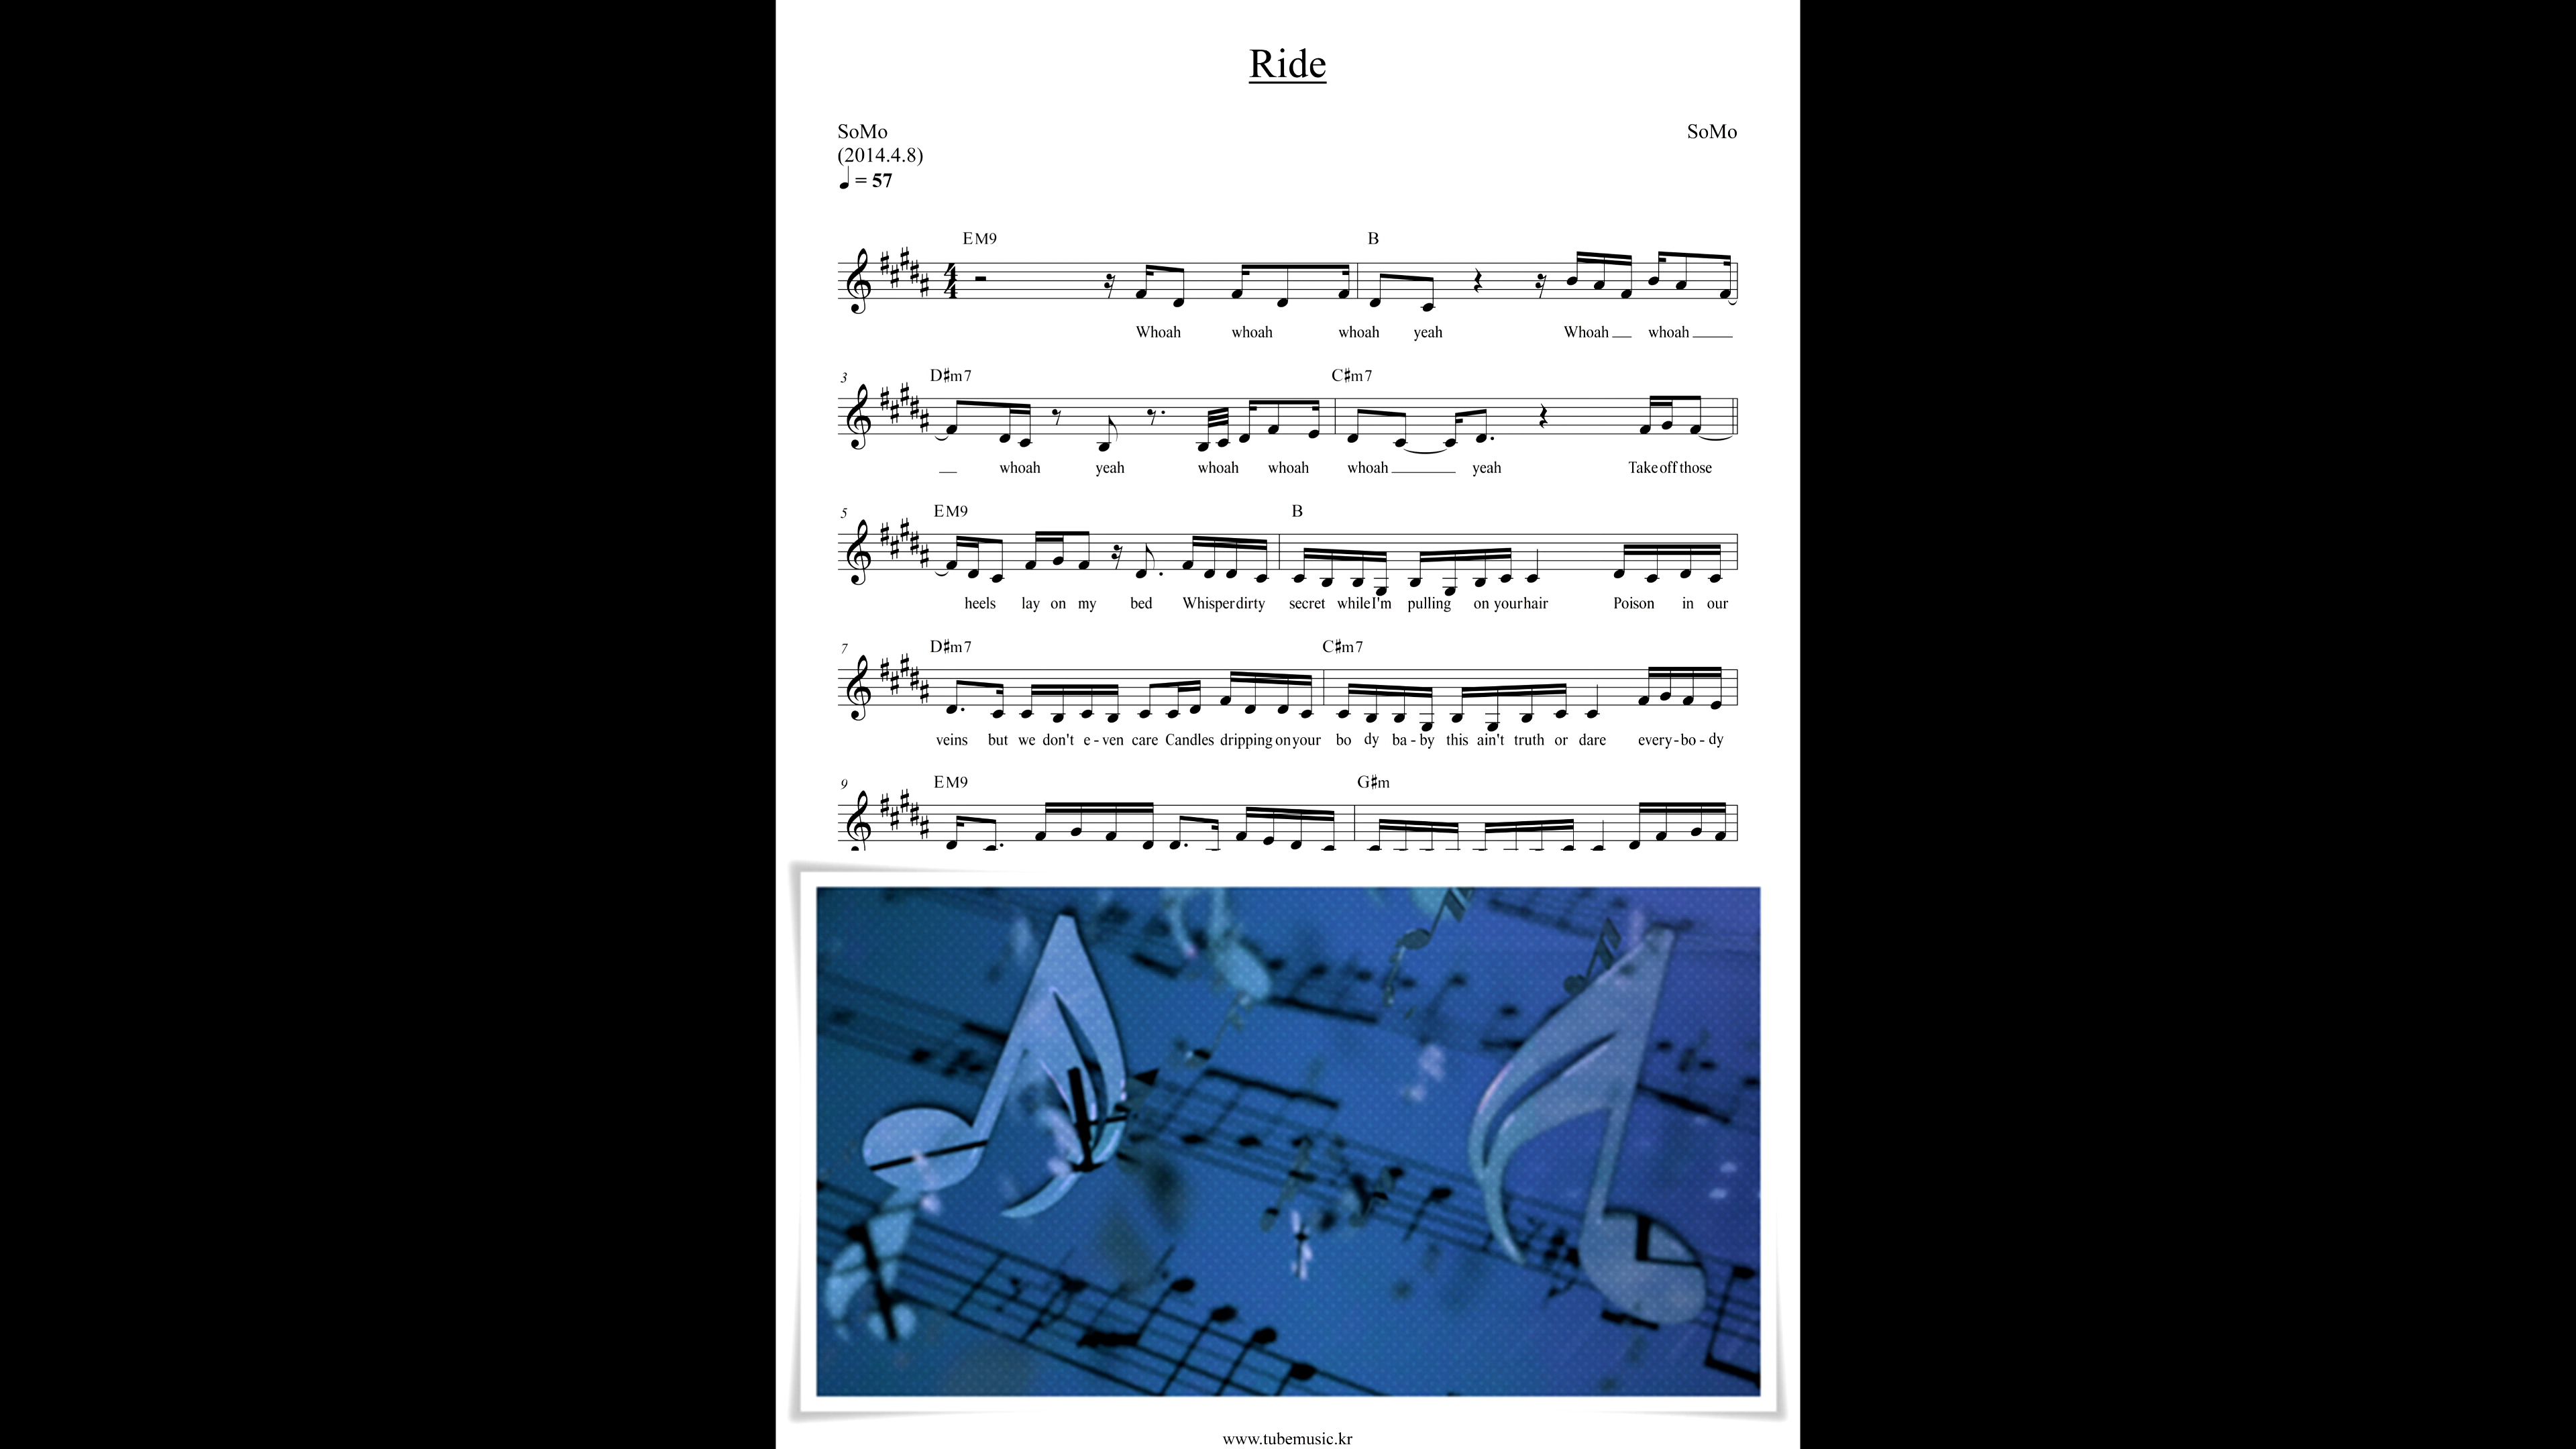 Ride
SoMo SoMo
(2014.4.8)
♩ = 57
EM9 B
4/4
Whoah whoah whoah yeah Whoah whoah
3 D#m7 C#m7
whoah yeah whoah whoah whoah yeah Take off those
5 EM9 B
heels lay on my bed Whisper dirty secret while I'm pulling on your hair Poison in our
7 D#m7 C#m7
veins but we don't e - ven care Candles dripping on your bo dy ba - by this ain't truth or dare every - bo - dy
9 EM9 G#m
www.tubemusic.kr